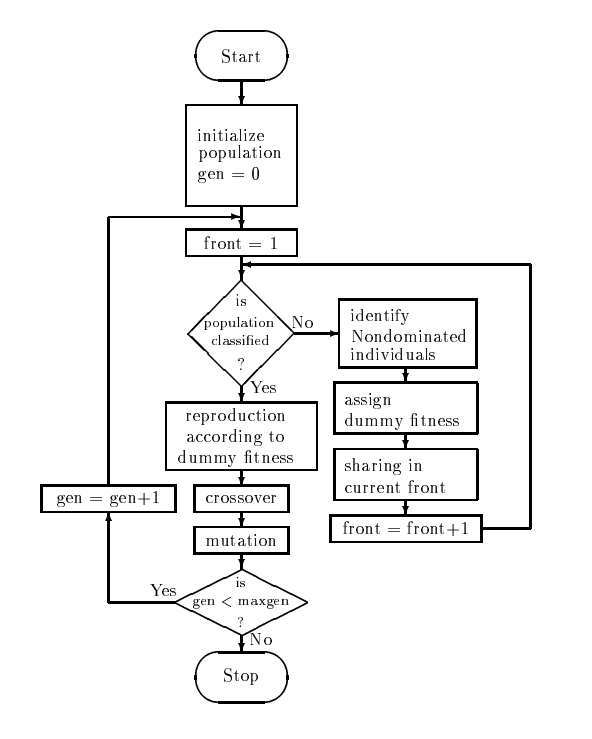 Start
initialize
population
gen = 0
front = 1
is
population
classified
?
No
Yes
identify
Nondominated
individuals
assign
dummy fitness
sharing in
current front
front = front+1
reproduction
according to
dummy fitness
crossover
gen = gen+1
mutation
is
gen < maxgen
?
Yes
No
Stop